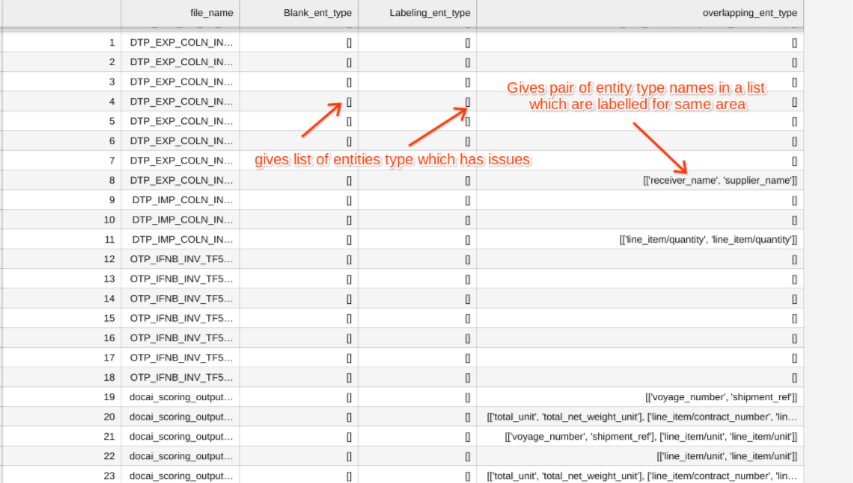 file_name Blank_ent_type Labeling_ent_type overlapping_ent_type
1 DTP_EXP_COLN_IN... [] [] []
2 DTP_EXP_COLN_IN... [] [] []
3 DTP_EXP_COLN_IN... [] [] []
Gives pair of entity type names in a list
which are labelled for same area
4 DTP_EXP_COLN_IN... [] [] []
5 DTP_EXP_COLN_IN... [] [] []
6 DTP_EXP_COLN_IN... [] [] []
7 DTP_EXP_COLN_IN... [] [] []
gives list of entities type which has issues
8 DTP_EXP_COLN_IN... [] [] [['receiver_name', 'supplier_name']]
9 DTP_IMP_COLN_IN... [] [] []
10 DTP_IMP_COLN_IN... [] [] []
11 DTP_IMP_COLN_IN... [] [] [['line_item/quantity', 'line_item/quantity']]
12 OTP_IFNB_INV_TF5... [] [] []
13 OTP_IFNB_INV_TF5... [] [] []
14 OTP_IFNB_INV_TF5... [] [] []
15 OTP_IFNB_INV_TF5... [] [] []
16 OTP_IFNB_INV_TF5... [] [] []
17 OTP_IFNB_INV_TF5... [] [] []
18 OTP_IFNB_INV_TF5... [] [] []
19 docai_scoring_output... [] [] [['voyage_number', 'shipment_ref']]
20 docai_scoring_output... [] [] [['total_unit', 'total_net_weight_unit'], ['line_item/contract_number', 'lin...
21 docai_scoring_output... [] [] [['voyage_number', 'shipment_ref'], ['line_item/unit', 'line_item/unit']]
22 docai_scoring_output... [] [] [['line_item/unit', 'line_item/unit']]
23 docai_scoring_output... [] [] [['total_unit', 'total_net_weight_unit'], ['line_item/contract_number', 'lin...